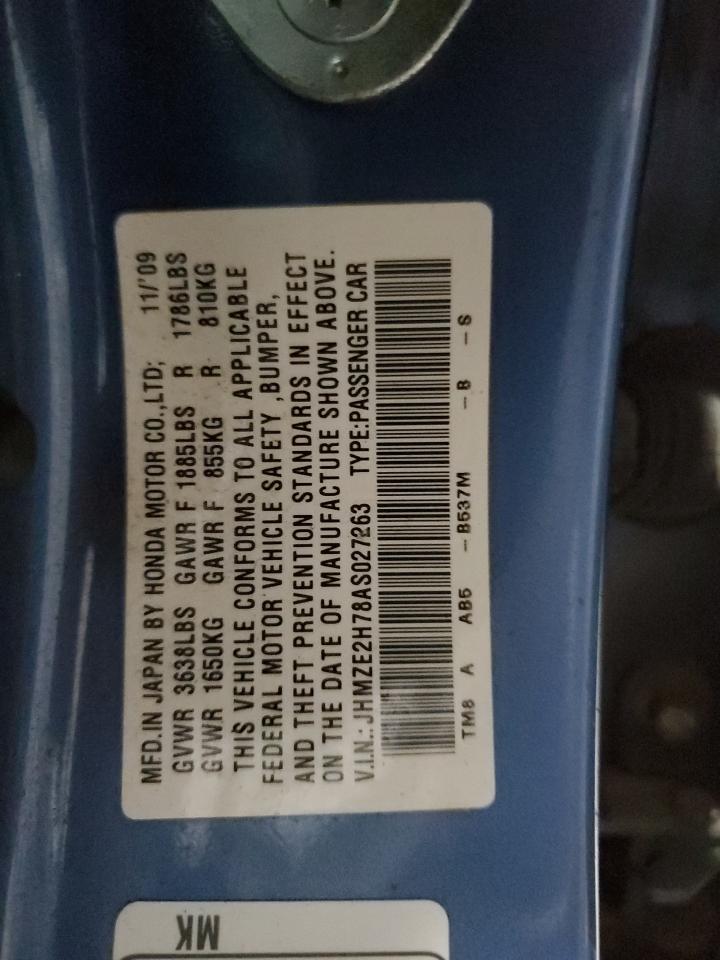 MFD.IN JAPAN BY HONDA MOTOR CO.,LTD; 11/'09
GVWR 3638LBS GAWR F 1885LBS R 1786LBS
GVWR 1650KG GAWR F 855KG R 810KG
THIS VEHICLE CONFORMS TO ALL APPLICABLE
FEDERAL MOTOR VEHICLE SAFETY ,BUMPER,
AND THEFT PREVENTION STANDARDS IN EFFECT
ON THE DATE OF MANUFACTURE SHOWN ABOVE.
V.I.N.: JHMZE2H78AS027263 TYPE:PASSENGER CAR
TM8 A AB5 – B537M – B – S
MK